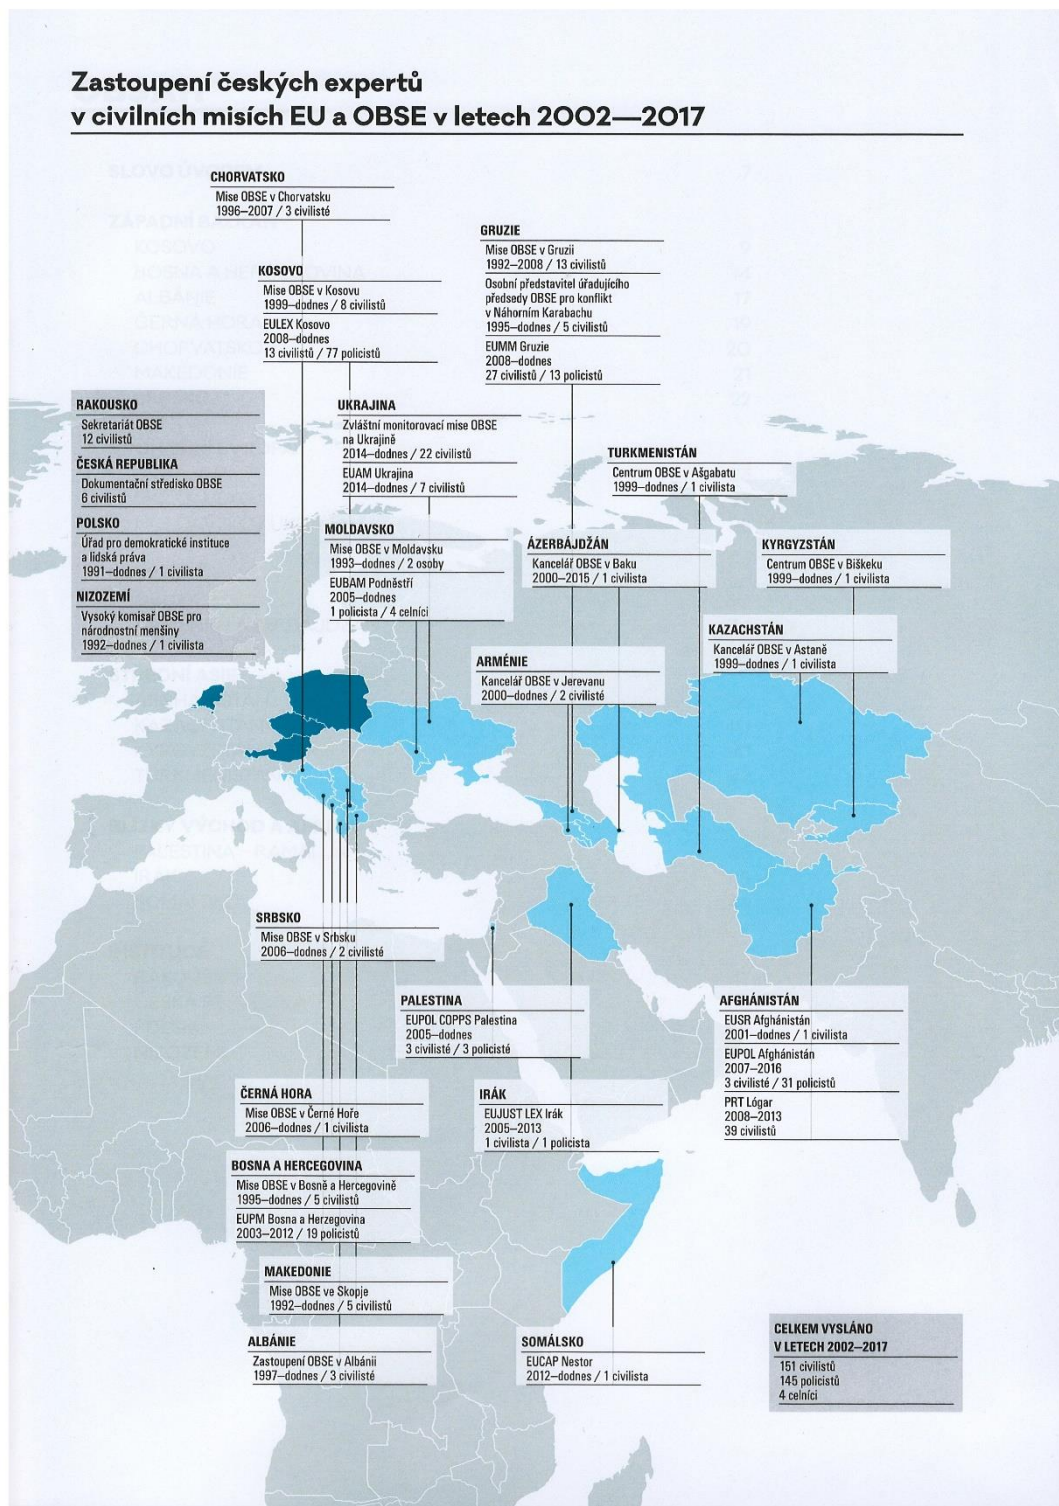 Zastoupení českých expertů
v civilních misích EU a OBSE v letech 2002—2017
CHORVATSKO
Mise OBSE v Chorvatsku
1996–2007 / 3 civilisté
KOSOVO
Mise OBSE v Kosovu
1999–dodnes / 8 civilistů
EULEX Kosovo
2008–dodnes
13 civilistů / 77 policistů
GRUZIE
Mise OBSE v Gruzii
1992–2008 / 13 civilistů
Osobní představitel úřadujícího
předsedy OBSE pro konflikt
v Náhorním Karabachu
1995–dodnes / 5 civilistů
EUMM Gruzie
2008–dodnes
27 civilistů / 13 policistů
RAKOUSKO
Sekretariát OBSE
12 civilistů
ČESKÁ REPUBLIKA
Dokumentační středisko OBSE
6 civilistů
POLSKO
Úřad pro demokratické instituce
a lidská práva
1991–dodnes / 1 civilista
NIZOZEMÍ
Vysoký komisař OBSE pro
národnostní menšiny
1992–dodnes / 1 civilista
UKRAJINA
Zvláštní monitorovací mise OBSE
na Ukrajině
2014–dodnes / 22 civilistů
EUAM Ukrajina
2014–dodnes / 7 civilistů
MOLDAVSKO
Mise OBSE v Moldavsku
1993–dodnes / 2 osoby
EUBAM Podněstří
2005–dodnes
1 policista / 4 celníci
TURKMENISTÁN
Centrum OBSE v Ašgabatu
1999–dodnes / 1 civilista
ÁZERBÁJDŽÁN
Kancelář OBSE v Baku
2000–2015 / 1 civilista
KYRGYZSTÁN
Centrum OBSE v Biškeku
1999–dodnes / 1 civilista
KAZACHSTÁN
Kancelář OBSE v Astaně
1999–dodnes / 1 civilista
ARMÉNIE
Kancelář OBSE v Jerevanu
2000–dodnes / 2 civilisté
SRBSKO
Mise OBSE v Srbsku
2006–dodnes / 2 civilisté
PALESTINA
EUPOL COPPS Palestina
2005–dodnes
3 civilisté / 3 policisté
AFGHÁNISTÁN
EUSR Afghánistán
2001–dodnes / 1 civilista
EUPOL Afghánistán
2007–2016
3 civilisté / 31 policistů
PRT Lógar
2008–2013
39 civilistů
ČERNÁ HORA
Mise OBSE v Černé Hoře
2006–dodnes / 1 civilista
IRÁK
EUJUST LEX Irák
2005–2013
1 civilista / 1 policista
BOSNA A HERCEGOVINA
Mise OBSE v Bosně a Hercegovině
1995–dodnes / 5 civilistů
EUPM Bosna a Herzegovina
2003–2012 / 19 policistů
MAKEDONIE
Mise OBSE ve Skopje
1992–dodnes / 5 civilistů
ALBÁNIE
Zastoupení OBSE v Albánii
1997–dodnes / 3 civilisté
SOMÁLSKO
EUCAP Nestor
2012–dodnes / 1 civilista
CELKEM VYSLÁNO
V LETECH 2002–2017
151 civilistů
145 policistů
4 celníci